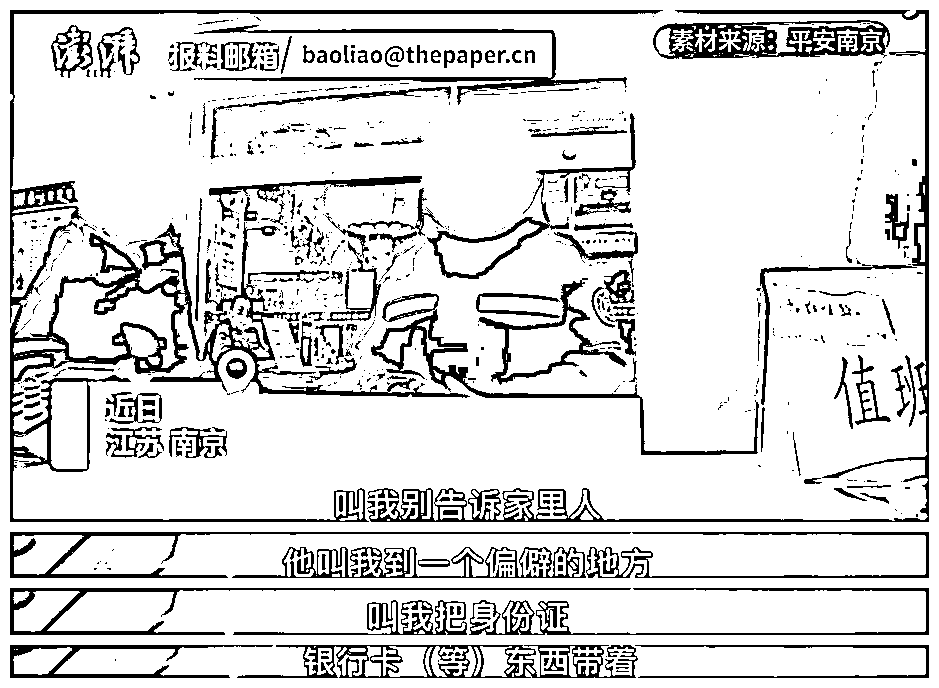 澎湃 报料邮箱/baoliao@thepaper.cn
素材来源：平安南京
值班
近日
江苏 南京
叫我别告诉家里人
他叫我到一个偏僻的地方
叫我把身份证
银行卡（等）东西带着